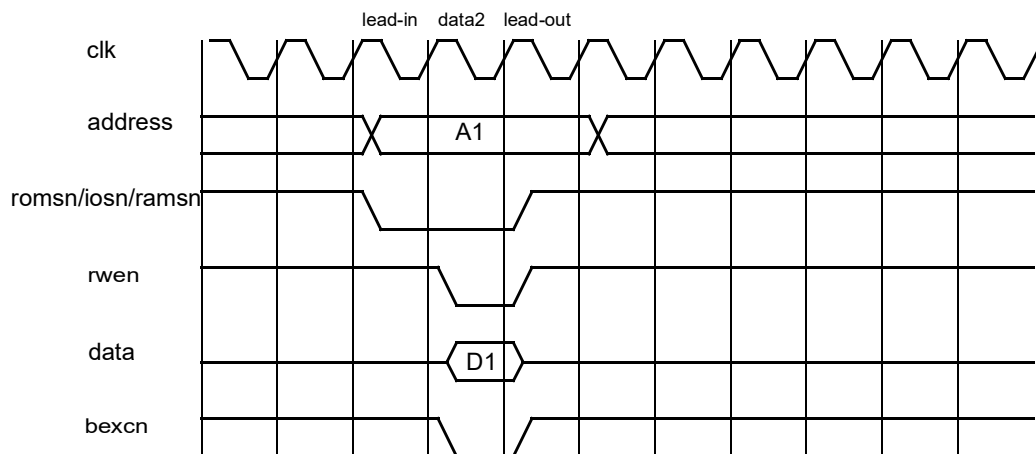 lead-in data2 lead-out
clk
address A1
romsn/iosn/ramsn
rwen
data D1
bexcn